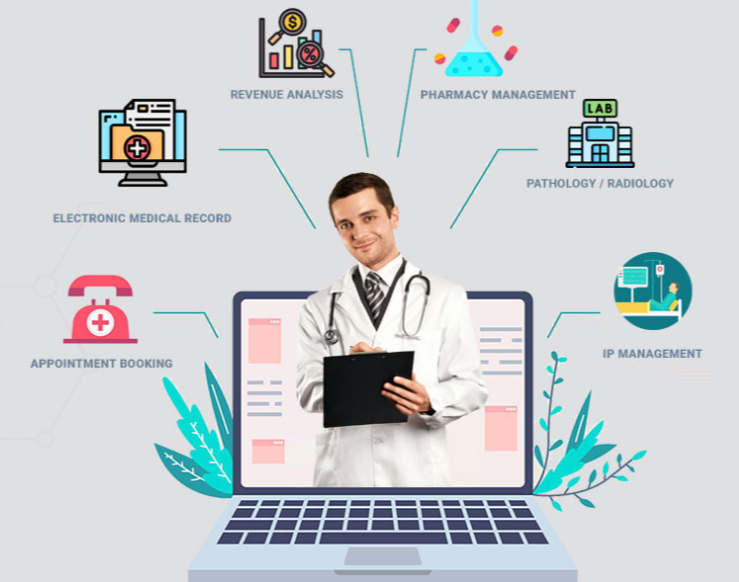 REVENUE ANALYSIS
PHARMACY MANAGEMENT
LAB
PATHOLOGY / RADIOLOGY
ELECTRONIC MEDICAL RECORD
IP MANAGEMENT
APPOINTMENT BOOKING